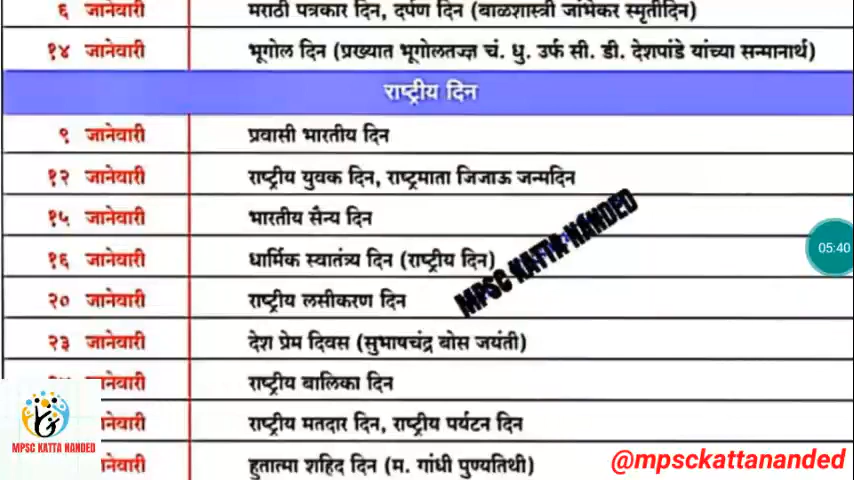 ६ जानेवारी मराठी पत्रकार दिन, दर्पण दिन (बाळशास्त्री जांभेकर स्मृतीदिन)
१४ जानेवारी भूगोल दिन (प्रख्यात भूगोलतज्ज्ञ चं. धु. उर्फ सी. डी. देशपांडे यांच्या सन्मानार्थ)
राष्ट्रीय दिन
९ जानेवारी प्रवासी भारतीय दिन
१२ जानेवारी राष्ट्रीय युवक दिन, राष्ट्रमाता जिजाऊ जन्मदिन
१५ जानेवारी भारतीय सैन्य दिन
१६ जानेवारी धार्मिक स्वातंत्र्य दिन (राष्ट्रीय दिन)
२० जानेवारी राष्ट्रीय लसीकरण दिन
२३ जानेवारी देश प्रेम दिवस (सुभाषचंद्र बोस जयंती)
जानेवारी राष्ट्रीय बालिका दिन
नेवारी राष्ट्रीय मतदार दिन, राष्ट्रीय पर्यटन दिन
नेवारी हुतात्मा शहिद दिन (म. गांधी पुण्यतिथी)
MPSC KATTA NANDED
05:40
MPSC KATTA NANDED
@mpsckattananded